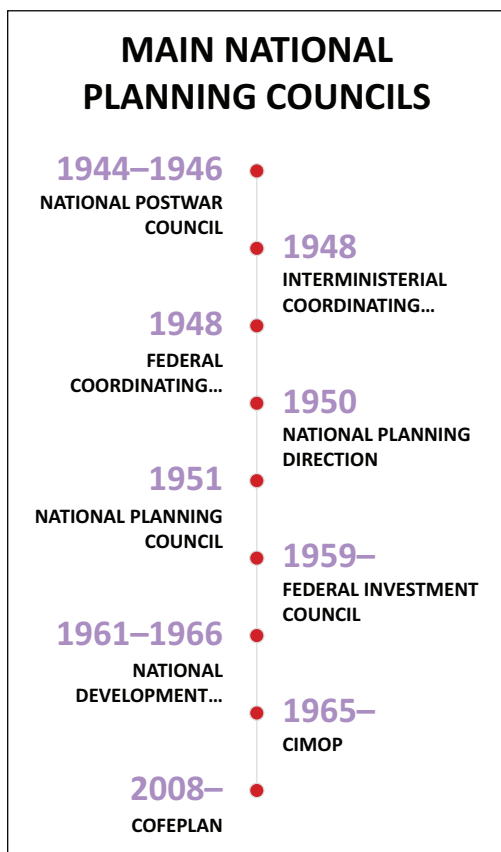 MAIN NATIONAL
PLANNING COUNCILS
1944–1946
NATIONAL POSTWAR
COUNCIL
1948
INTERMINISTERIAL
COORDINATING...
1948
FEDERAL
COORDINATING...
1950
NATIONAL PLANNING
DIRECTION
1951
NATIONAL PLANNING
COUNCIL
1959–
FEDERAL INVESTMENT
COUNCIL
1961–1966
NATIONAL
DEVELOPMENT...
1965–
CIMOP
2008–
COFEPLAN